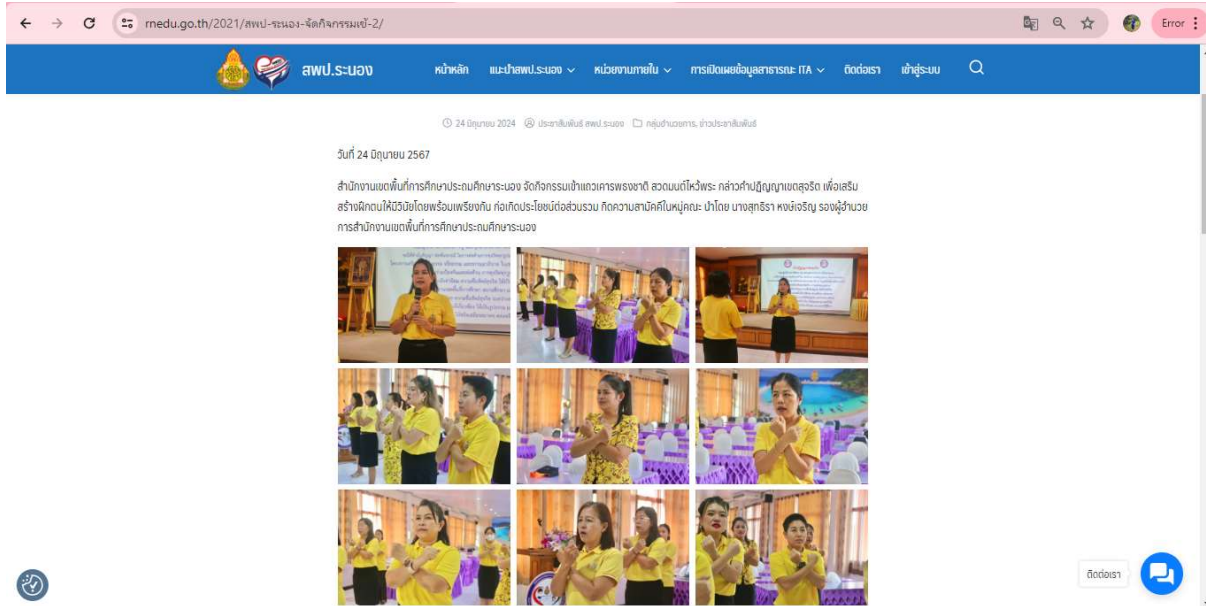 rnedu.go.th/2021/สพป-ระนอง-จัดกิจกรรมเข้-2/
Error
สพป.ระนอง หน้าหลัก แนะนำสพป.ระนอง หน่วยงานภายใน การเปิดเผยข้อมูลสาธารณะ ITA ติดต่อเรา เข้าสู่ระบบ
24 มิถุนายน 2024 ประชาสัมพันธ์ สพป.ระนอง กลุ่มอำนวยการ, ข่าวประชาสัมพันธ์
วันที่ 24 มิถุนายน 2567
สำนักงานเขตพื้นที่การศึกษาประถมศึกษาระนอง จัดกิจกรรมเข้าแถวเคารพธงชาติ สวดมนต์ไหว้พระ กล่าวคำปฏิญญาเขตสุจริต เพื่อเสริม
สร้างฝึกตนให้มีวินัยโดยพร้อมเพรียงกัน ก่อเกิดประโยชน์ต่อส่วนรวม เกิดความสามัคคีในหมู่คณะ นำโดย นางสุทธิรา หงษ์เจริญ รองผู้อำนวย
การสำนักงานเขตพื้นที่การศึกษาประถมศึกษาระนอง
ติดต่อเรา